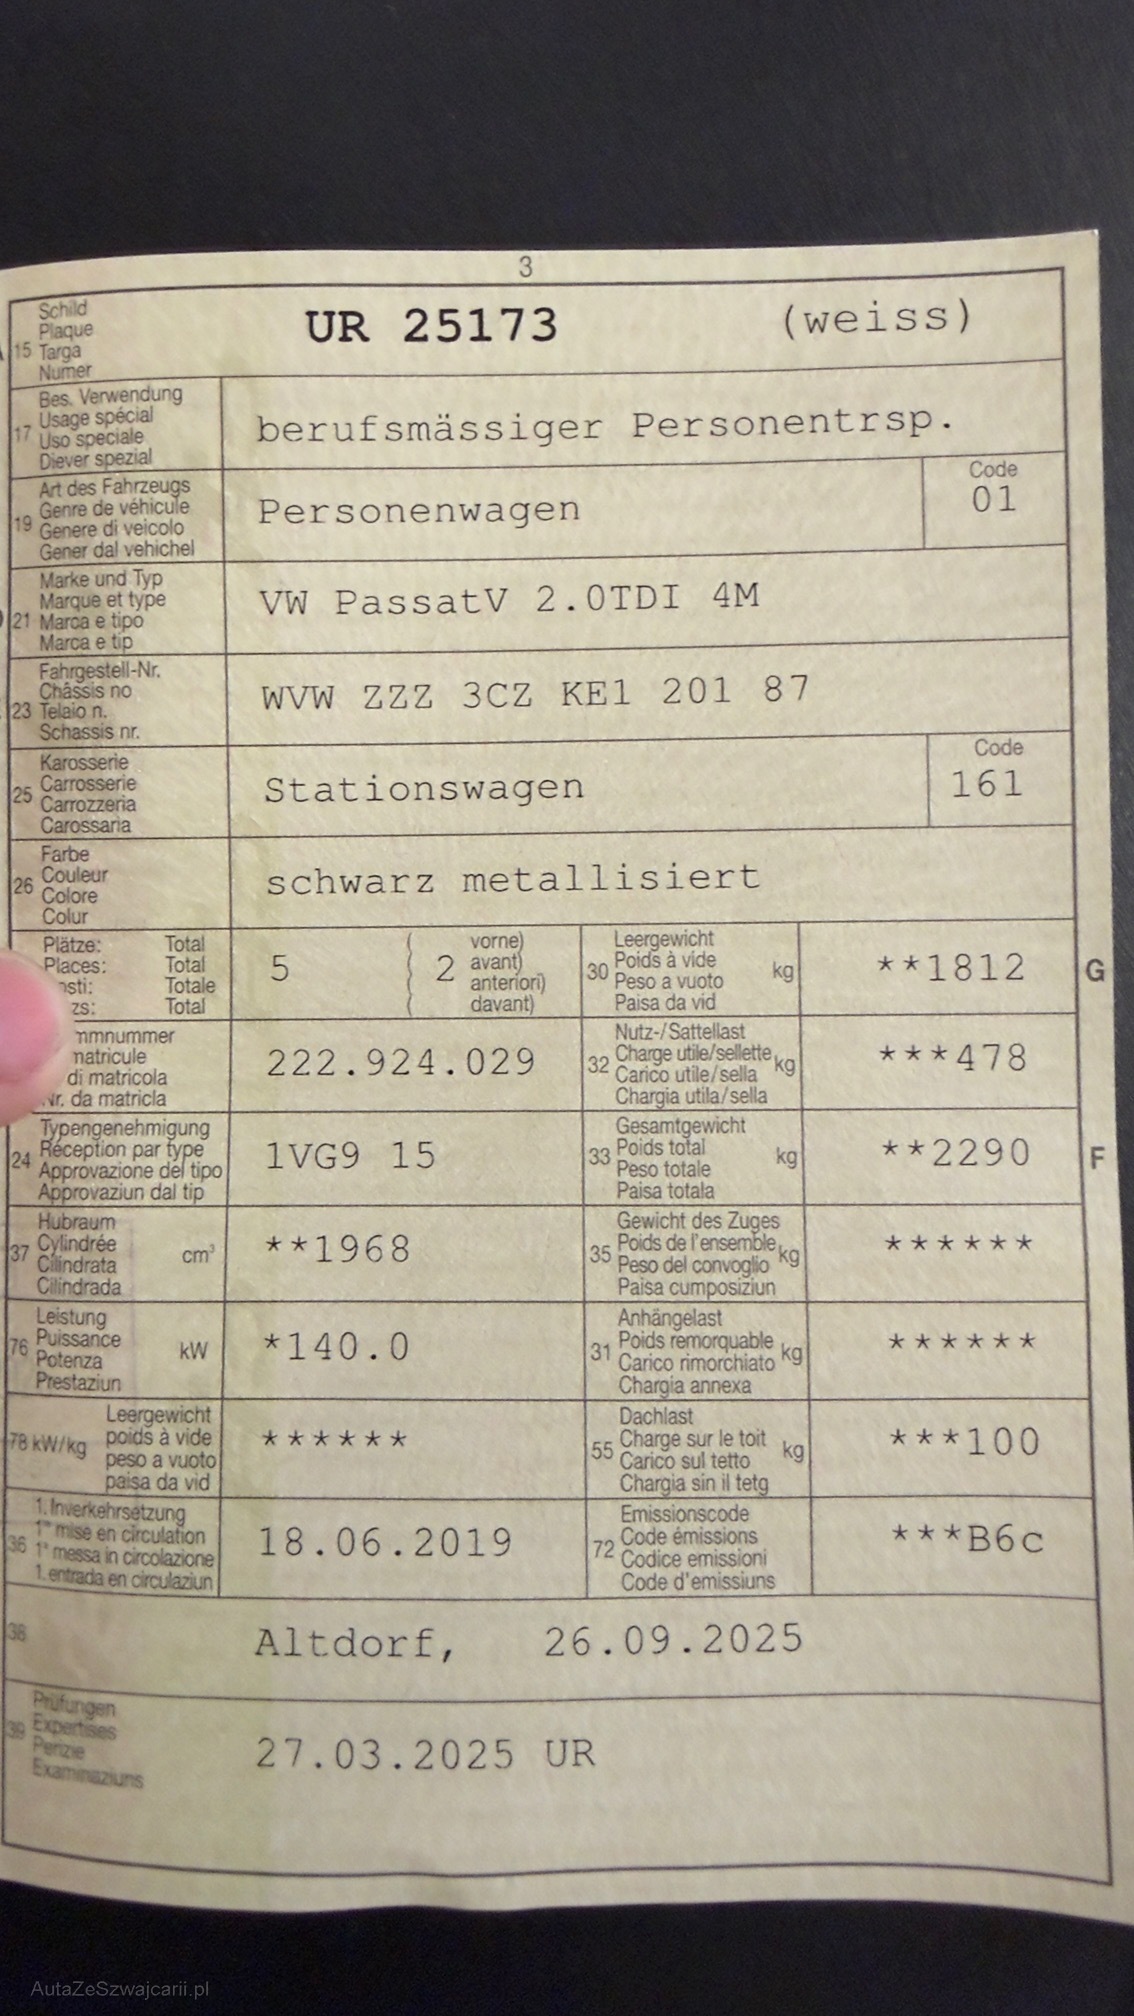 3
Schild
Plaque
15 Targa
Numer
UR 25173 (weiss)
Bes. Verwendung
17 Usage spécial
Uso speciale
Diever spezial
berufsmässiger Personentrsp.
Art des Fahrzeugs
19 Genre de véhicule
Genere di veicolo
Gener dal vehichel
Personenwagen
Code
01
Marke und Typ
Marque et type
21 Marca e tipo
Marca e tip
VW PassatV 2.0TDI 4M
Fahrgestell-Nr.
Châssis no
23 Telaio n.
Schassis nr.
WVW ZZZ 3CZ KE1 201 87
Karosserie
25 Carrosserie
Carrozzeria
Carossaria
Stationswagen
Code
161
Farbe
26 Couleur
Colore
Colur
schwarz metallisiert
Plätze: Total
Places: Total
Totale
Total
5
( 2 vorne)
avant)
anteriori)
davant)
Leergewicht
30 Poids à vide kg
Peso a vuoto
Paisa da vid
**1812
G
di matricola
Nr. da matricla
222.924.029
Nutz-/Sattellast
32 Charge utile/sellette kg
Carico utile/sella
Chargia utila/sella
***478
Typengenehmigung
24 Réception par type
Approvazione del tipo
Approvaziun dal tip
1VG9 15
Gesamtgewicht
33 Poids total kg
Peso totale
Paisa totala
**2290
F
Hubraum
37 Cylindrée cm³
Cilindrata
Cilindrada
**1968
Gewicht des Zuges
35 Poids de l'ensemble kg
Peso del convoglio
Paisa cumposiziun
******
Leistung
76 Puissance kW
Potenza
Prestaziun
*140.0
Anhängelast
31 Poids remorquable kg
Carico rimorchiato
Chargia annexa
******
Leergewicht
78 kW/kg poids à vide
peso a vuoto
paisa da vid
******
Dachlast
55 Charge sur le toit kg
Carico sul tetto
Chargia sin il tetg
***100
1. Inverkehrsetzung
36 1re mise en circulation
1a messa in circolazione
1. entrada en circulaziun
18.06.2019
Emissionscode
72 Code émissions
Codice emissioni
Code d'emissiuns
***B6c
38
Altdorf, 26.09.2025
Prüfungen
39 Expertises
Perizie
Examinaziuns
27.03.2025 UR
AutaZeSzwajcarii.pl